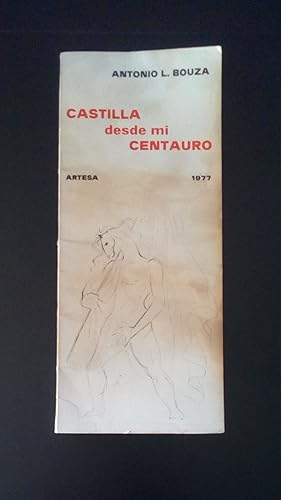 ANTONIO L. BOUZA
CASTILLA
desde mi
CENTAURO
ARTESA 1977